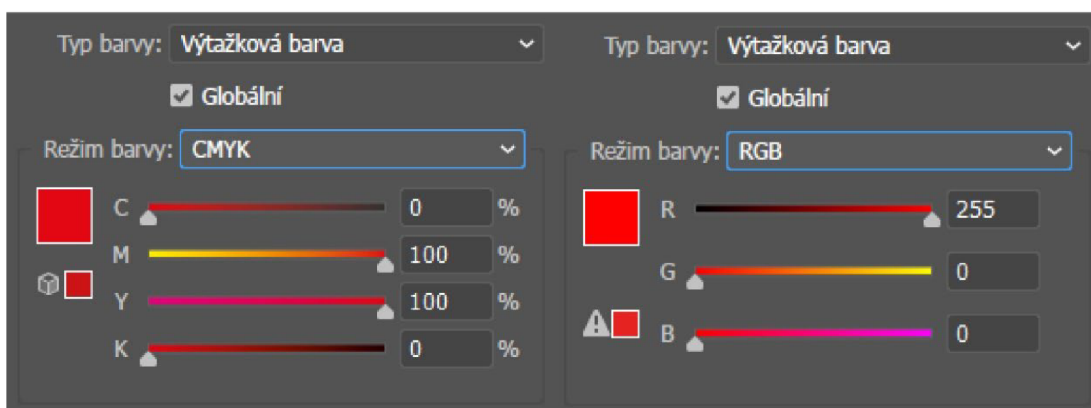 Typ barvy: Výtažková barva
Globální
Režim barvy: CMYK
C 0 %
M 100 %
Y 100 %
K 0 %
Typ barvy: Výtažková barva
Globální
Režim barvy: RGB
R 255
G 0
B 0